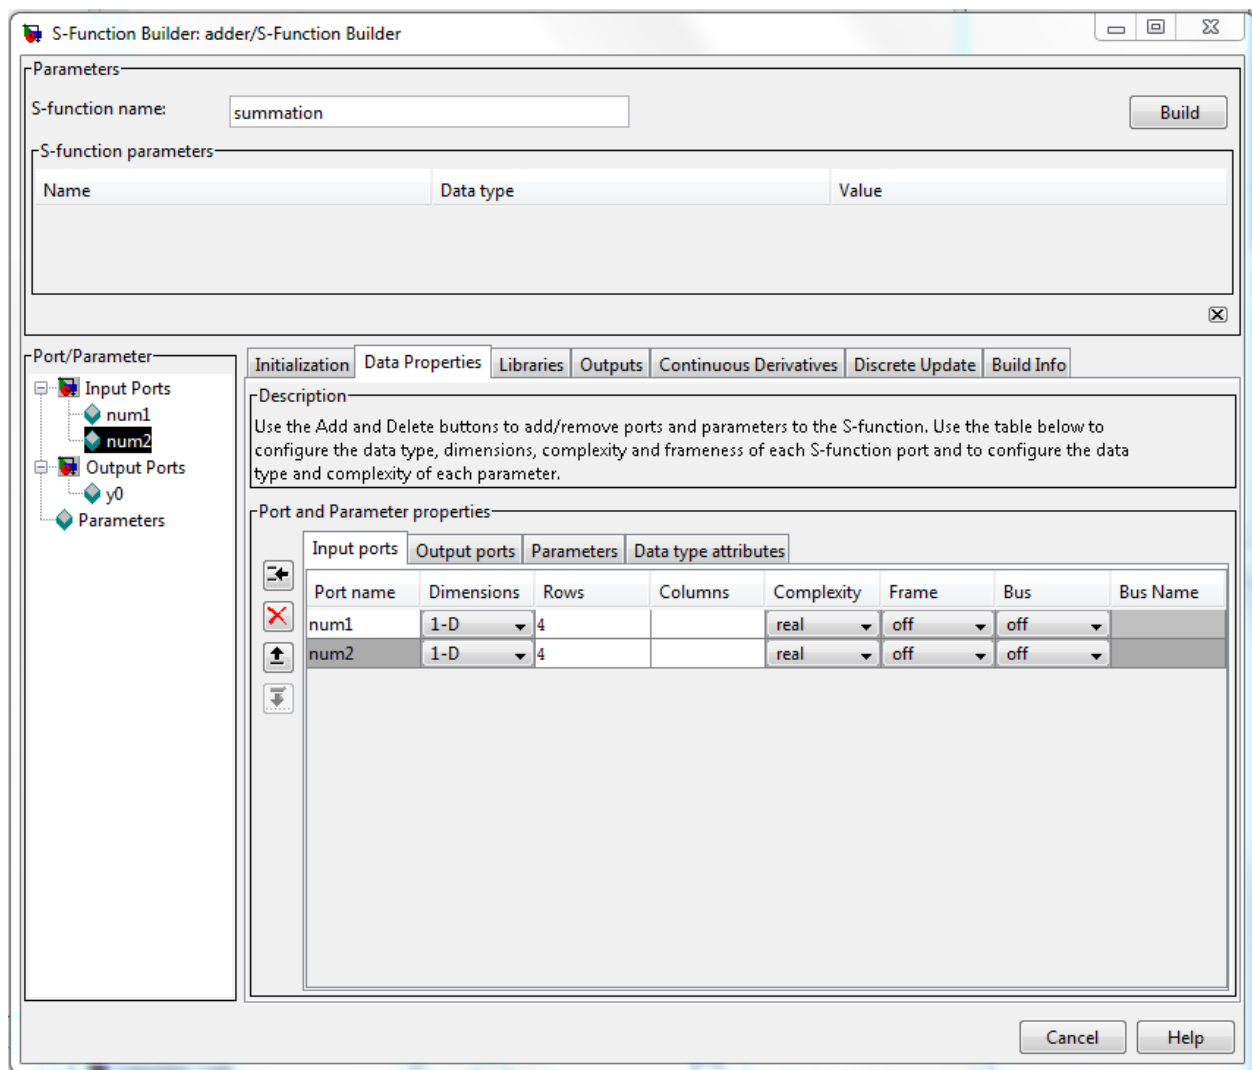 S-Function Builder: adder/S-Function Builder
Parameters
S-function name: summation Build
S-function parameters
Name Data type Value
Port/Parameter
Input Ports
num1
num2
Output Ports
y0
Parameters
Initialization Data Properties Libraries Outputs Continuous Derivatives Discrete Update Build Info
Description
Use the Add and Delete buttons to add/remove ports and parameters to the S-function. Use the table below to
configure the data type, dimensions, complexity and frameness of each S-function port and to configure the data
type and complexity of each parameter.
Port and Parameter properties
Input ports Output ports Parameters Data type attributes
Port name Dimensions Rows Columns Complexity Frame Bus Bus Name
num1 1-D 4 real off off
num2 1-D 4 real off off
Cancel Help